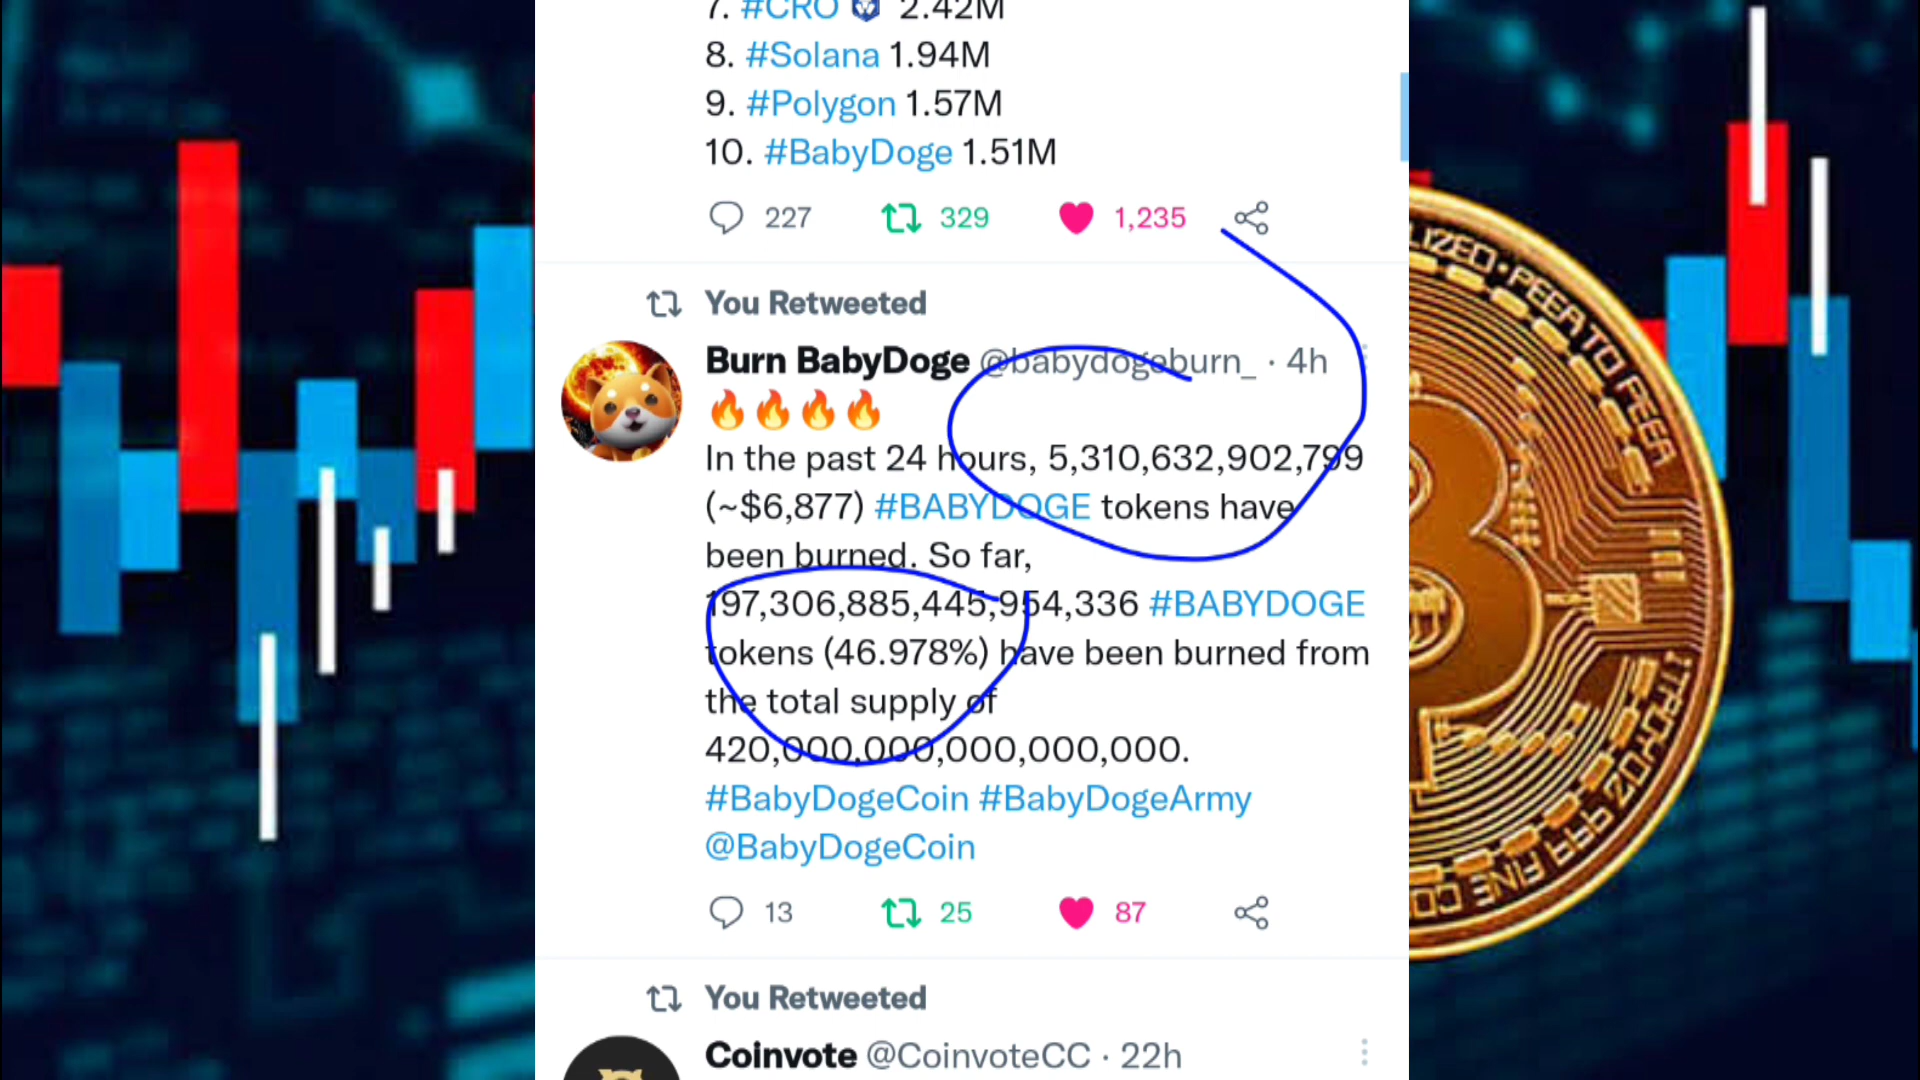 7. #CRO 2.42M
8. #Solana 1.94M
9. #Polygon 1.57M
10. #BabyDoge 1.51M
227 329 1,235
You Retweeted
Burn BabyDoge @babydogeburn_ · 4h
🔥🔥🔥🔥
In the past 24 hours, 5,310,632,902,799
(~$6,877) #BABYDOGE tokens have
been burned. So far,
197,306,885,445,954,336 #BABYDOGE
tokens (46.978%) have been burned from
the total supply of
420,000,000,000,000,000.
#BabyDogeCoin #BabyDogeArmy
@BabyDogeCoin
13 25 87
You Retweeted
Coinvote @CoinvoteCC · 22h
PEER TO PEER